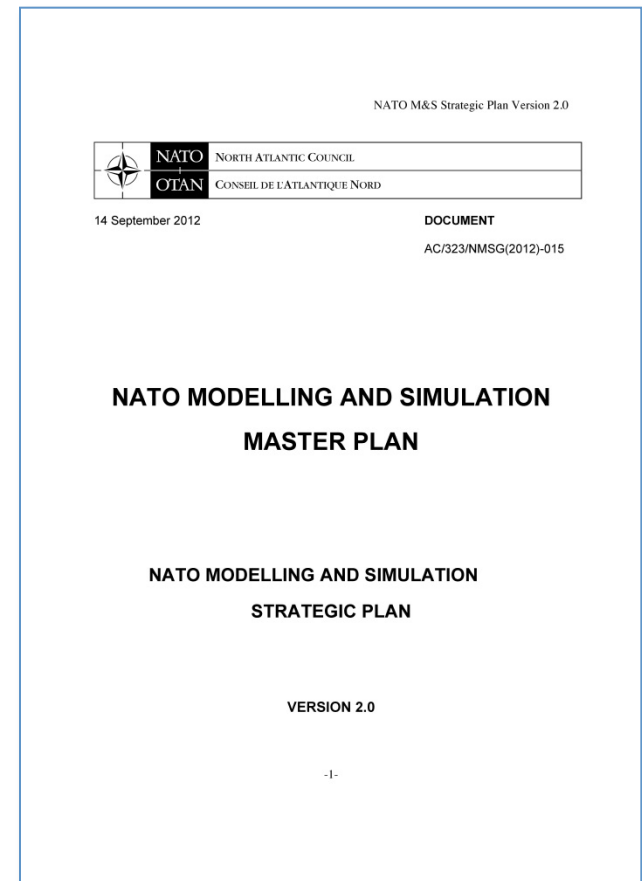 NATO M&S Strategic Plan Version 2.0
NATO NORTH ATLANTIC COUNCIL
OTAN CONSEIL DE L'ATLANTIQUE NORD
14 September 2012 DOCUMENT
AC/323/NMSG(2012)-015
NATO MODELLING AND SIMULATION
MASTER PLAN
NATO MODELLING AND SIMULATION
STRATEGIC PLAN
VERSION 2.0
-1-